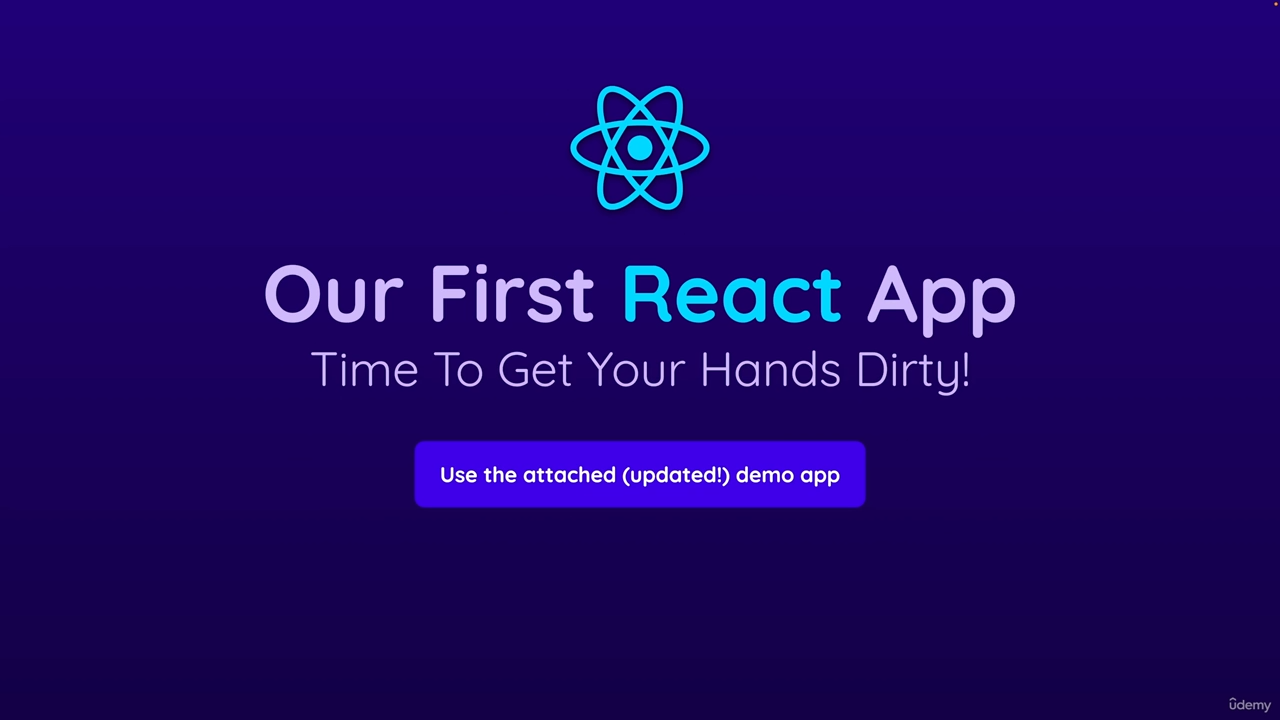 Our First React App
Time To Get Your Hands Dirty!
Use the attached (updated!) demo app
ûdemy